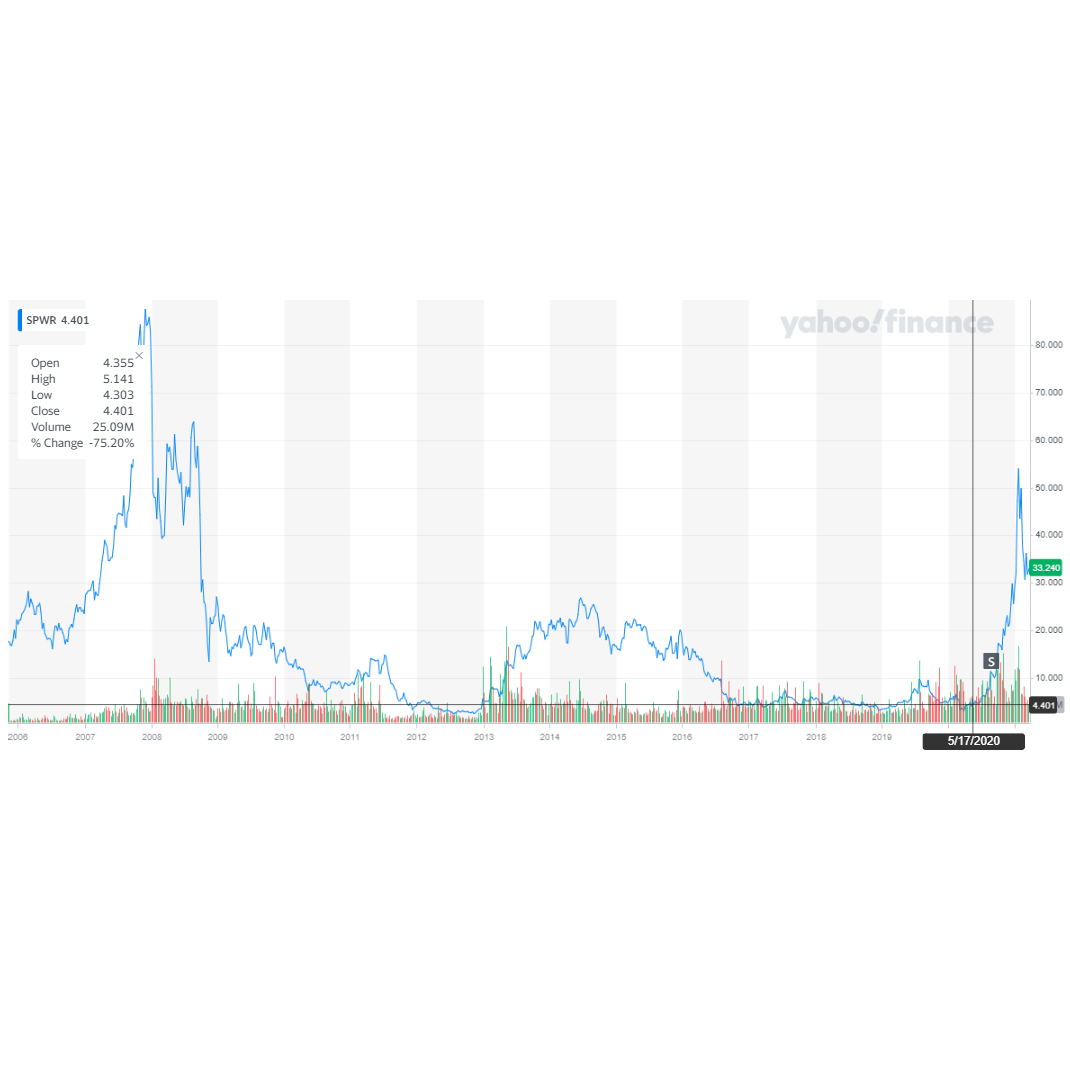 SPWR 4.401
yahoo!finance
Open 4.355
High 5.141
Low 4.303
Close 4.401
Volume 25.09M
% Change -75.20%
80.000
70.000
60.000
50.000
40.000
33.240
30.000
20.000
S
10.000
4.401 M
2006 2007 2008 2009 2010 2011 2012 2013 2014 2015 2016 2017 2018 2019
5/17/2020